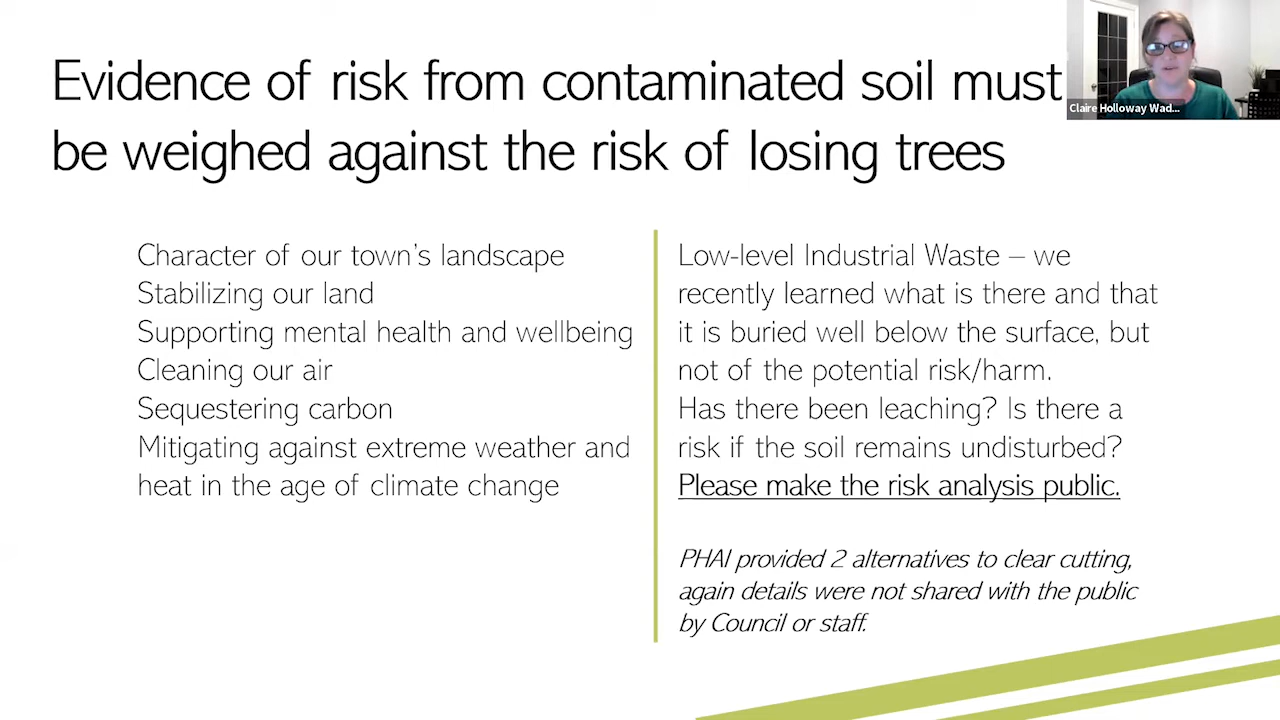 Evidence of risk from contaminated soil must
be weighed against the risk of losing trees
Claire Holloway Wad...
Character of our town's landscape
Stabilizing our land
Supporting mental health and wellbeing
Cleaning our air
Sequestering carbon
Mitigating against extreme weather and
heat in the age of climate change
Low-level Industrial Waste – we
recently learned what is there and that
it is buried well below the surface, but
not of the potential risk/harm.
Has there been leaching? Is there a
risk if the soil remains undisturbed?
Please make the risk analysis public.
PHAI provided 2 alternatives to clear cutting,
again details were not shared with the public
by Council or staff.